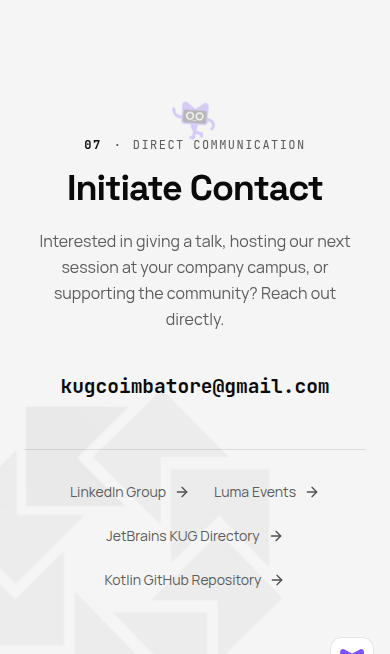 07 · DIRECT COMMUNICATION
Initiate Contact
Interested in giving a talk, hosting our next
session at your company campus, or
supporting the community? Reach out
directly.
kugcoimbatore@gmail.com
LinkedIn Group → Luma Events →
JetBrains KUG Directory →
Kotlin GitHub Repository →